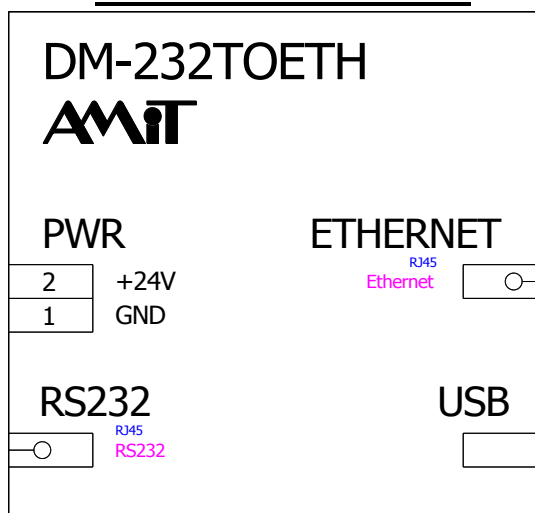 DM-232TOETH
AMiT
PWR
ETHERNET
RJ45
Ethernet
2 +24V
1 GND
RS232
USB
RJ45
RS232